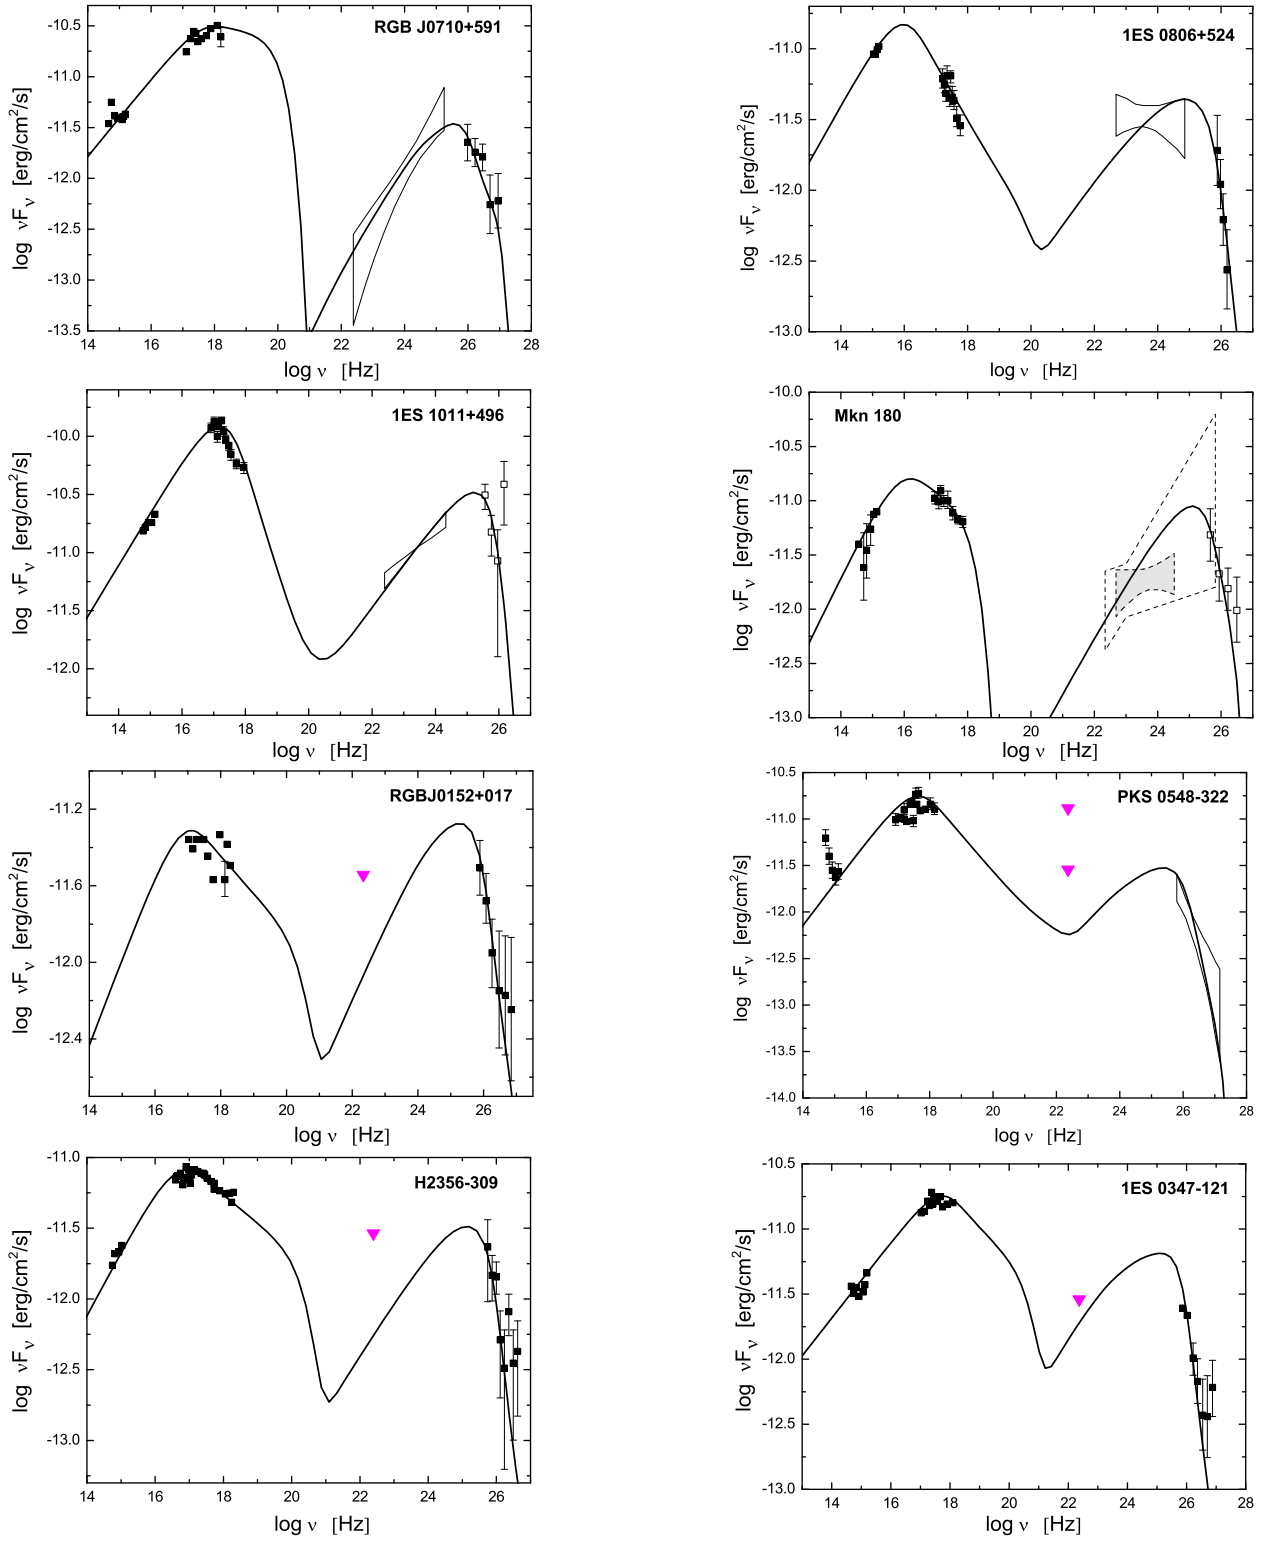 RGB J0710+591
-10.5
-11.0
-11.5
-12.0
-12.5
-13.0
-13.5
14 16 18 20 22 24 26 28
log ν [Hz]
log νFν [erg/cm²/s]
1ES 0806+524
-11.0
-11.5
-12.0
-12.5
-13.0
14 16 18 20 22 24 26
log ν [Hz]
log νFν [erg/cm²/s]
1ES 1011+496
-10.0
-10.5
-11.0
-11.5
-12.0
14 16 18 20 22 24 26
log ν [Hz]
log νFν [erg/cm²/s]
Mkn 180
-10.0
-10.5
-11.0
-11.5
-12.0
-12.5
-13.0
14 16 18 20 22 24 26
log ν [Hz]
log νFν [erg/cm²/s]
RGBJ0152+017
-11.2
-11.6
-12.0
-12.4
14 16 18 20 22 24 26
log ν [Hz]
log νFν [erg/cm²/s]
PKS 0548-322
-10.5
-11.0
-11.5
-12.0
-12.5
-13.0
-13.5
-14.0
14 16 18 20 22 24 26 28
log ν [Hz]
log νFν [erg/cm²/s]
H2356-309
-11.0
-11.5
-12.0
-12.5
-13.0
14 16 18 20 22 24 26
log ν [Hz]
log νFν [erg/cm²/s]
1ES 0347-121
-10.5
-11.0
-11.5
-12.0
-12.5
-13.0
14 16 18 20 22 24 26 28
log ν [Hz]
log νFν [erg/cm²/s]